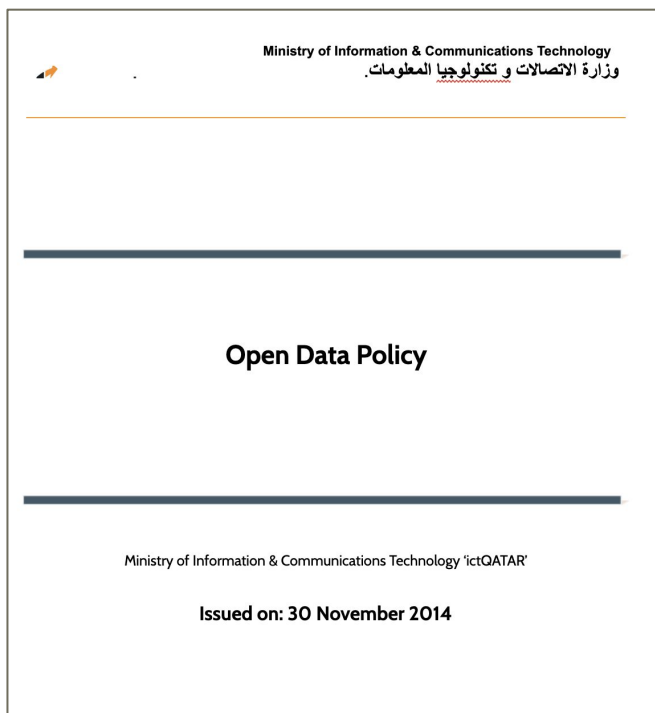 Ministry of Information & Communications Technology
وزارة الاتصالات و تكنولوجيا المعلومات.
Open Data Policy
Ministry of Information & Communications Technology ‘ictQATAR’
Issued on: 30 November 2014